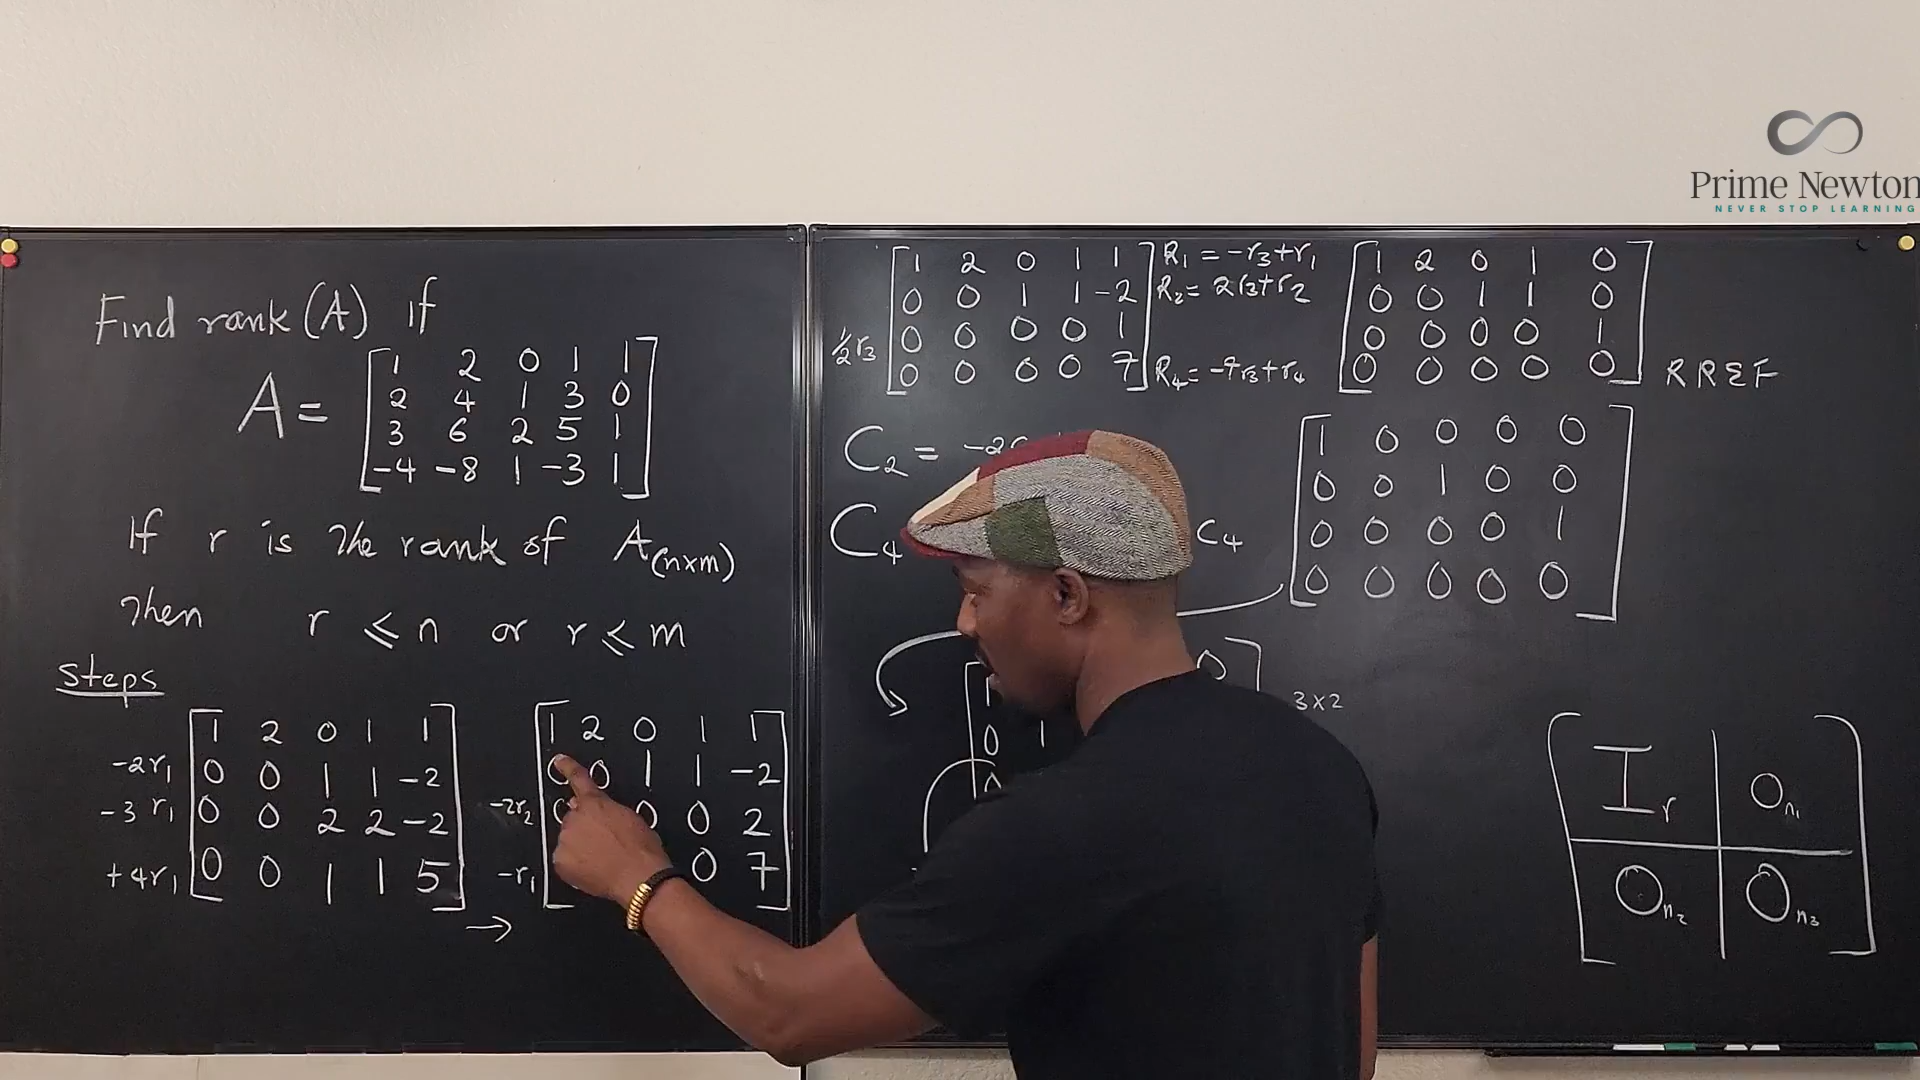 Prime Newton
NEVER STOP LEARNING
Find rank(A) if
A =
1 2 0 1 1
2 4 1 3 0
3 6 2 5 1
-4 -8 1 -3 1
If r is the rank of A(n×m)
Then r ⩽ n or r ⩽ m
Steps
1 2 0 1 1
-2r₁ 0 0 1 1 -2
-3 r₁ 0 0 2 2 -2
+4r₁ 0 0 1 1 5
→
1 2 0 1 1
0 0 1 1 -2
-2r₂ 0 0 2
-r₁ 0 7
1 2 0 1 1 R₁ = -r₃+r₁
0 0 1 1 -2 R₂= 2r₃+r₂
½r₃ 0 0 0 0 1
0 0 0 0 7 R₄= -7r₃+r₄
1 2 0 1 0
0 0 1 1 0
0 0 0 0 1
0 0 0 0 0
RREF
C₂ =
C₄
C₄
1 0 0 0 0
0 0 1 0 0
0 0 0 0 1
0 0 0 0 0
0
0 1
3×2
Iᵣ Oₙ₁
Oₙ₂ Oₙ₃